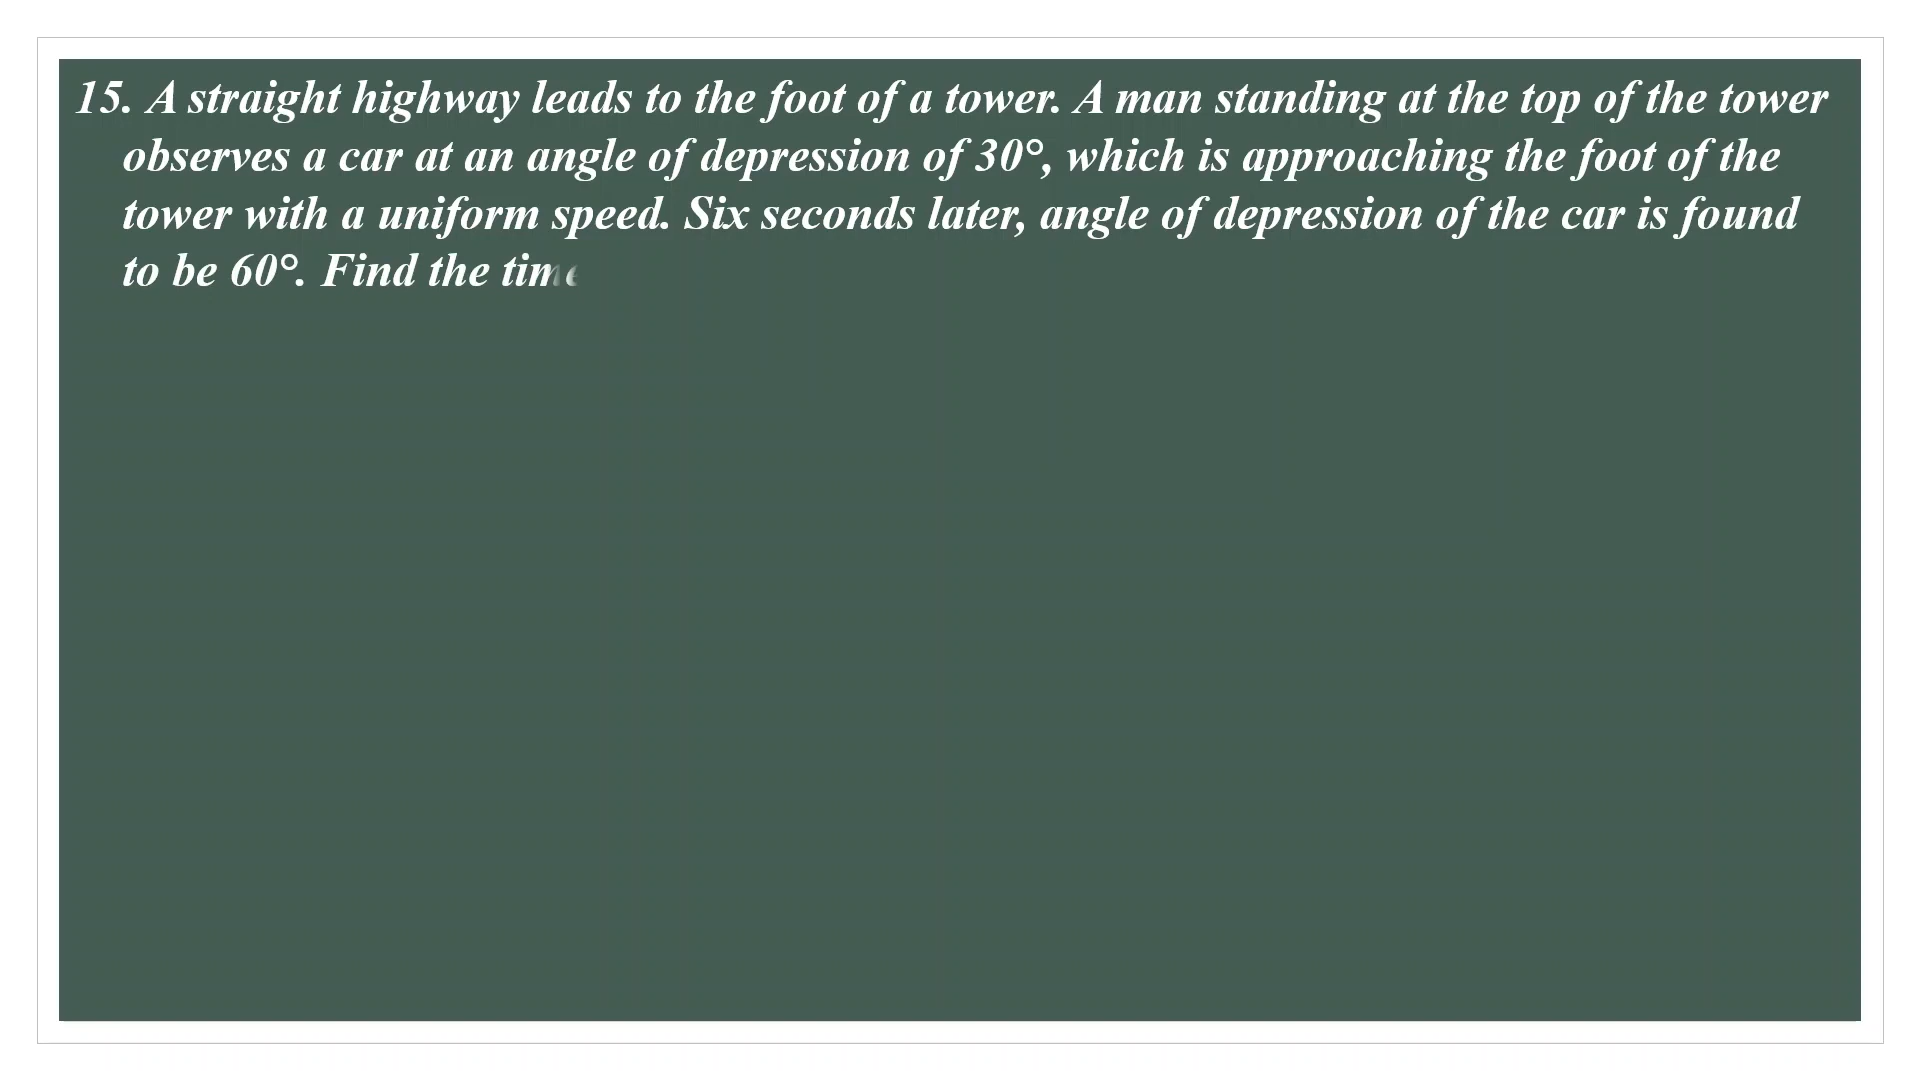 15. A straight highway leads to the foot of a tower. A man standing at the top of the tower
observes a car at an angle of depression of 30°, which is approaching the foot of the
tower with a uniform speed. Six seconds later, angle of depression of the car is found
to be 60°. Find the time